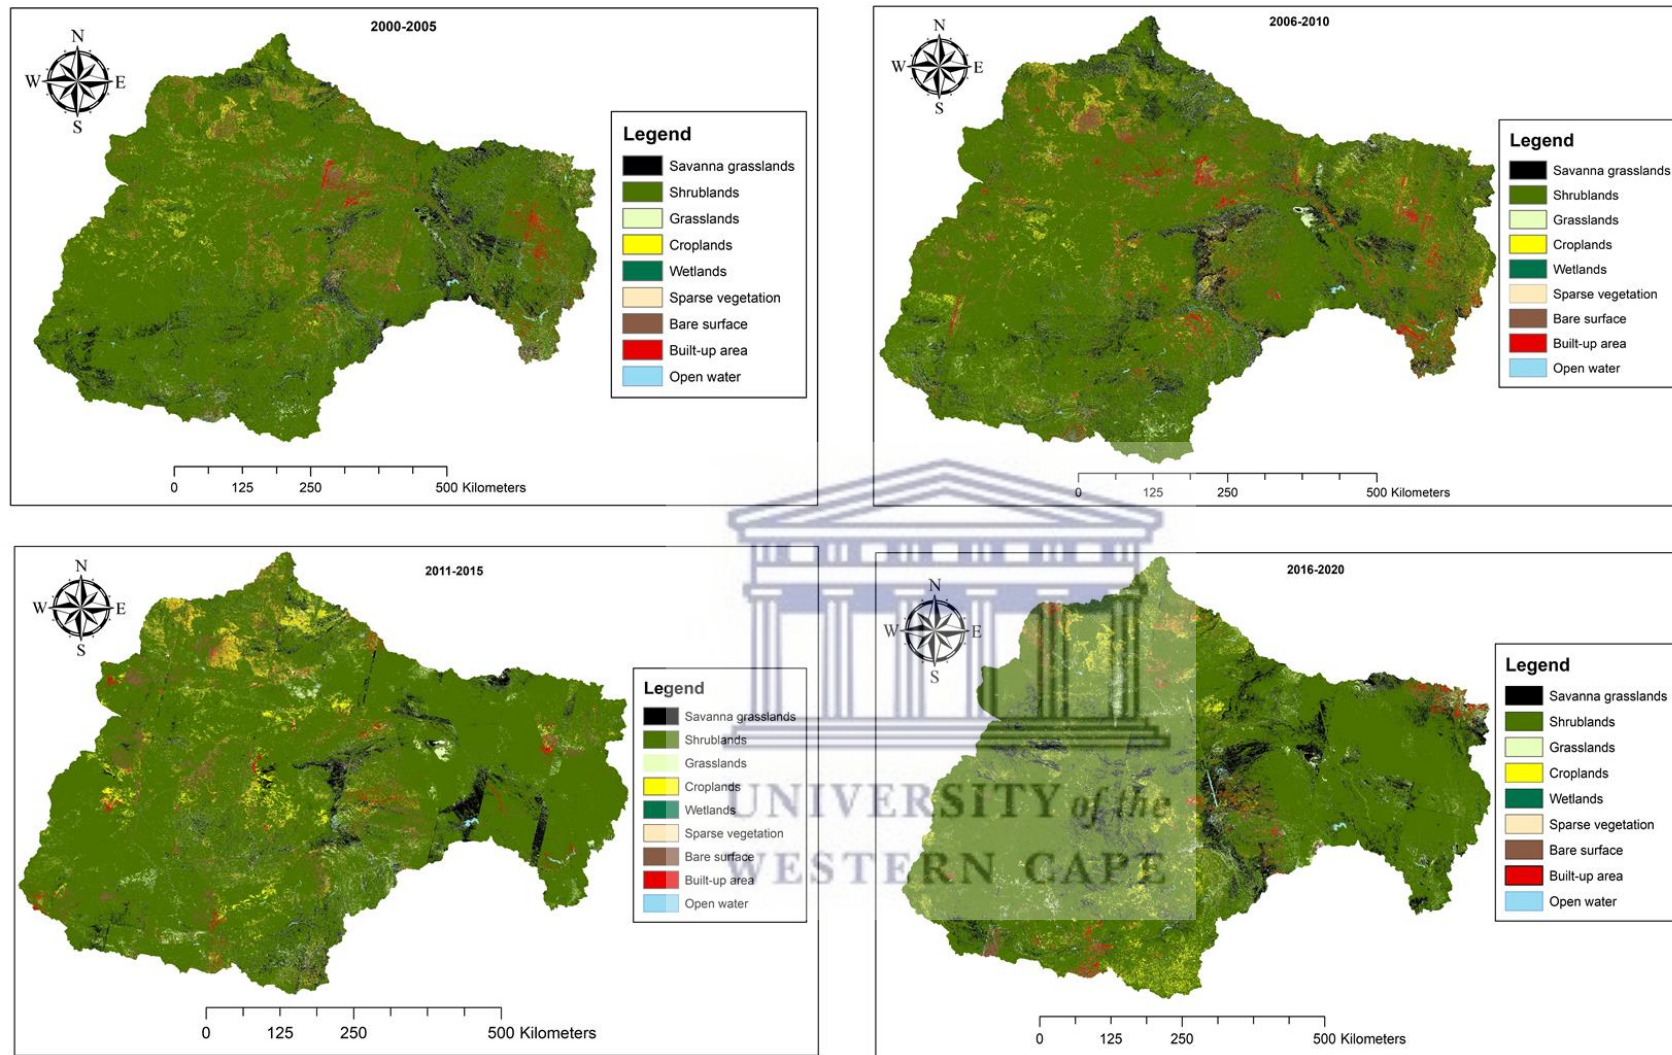 2000-2005
N
W
E
S
Legend
Savanna grasslands
Shrublands
Grasslands
Croplands
Wetlands
Sparse vegetation
Bare surface
Built-up area
Open water
0 125 250 500 Kilometers
2006-2010
N
W
E
S
Legend
Savanna grasslands
Shrublands
Grasslands
Croplands
Wetlands
Sparse vegetation
Bare surface
Built-up area
Open water
0 125 250 500 Kilometers
2011-2015
N
W
E
S
Legend
Savanna grasslands
Shrublands
Grasslands
Croplands
Wetlands
Sparse vegetation
Bare surface
Built-up area
Open water
0 125 250 500 Kilometers
2016-2020
N
W
E
S
Legend
Savanna grasslands
Shrublands
Grasslands
Croplands
Wetlands
Sparse vegetation
Bare surface
Built-up area
Open water
0 125 250 500 Kilometers
UNIVERSITY of the
WESTERN CAPE